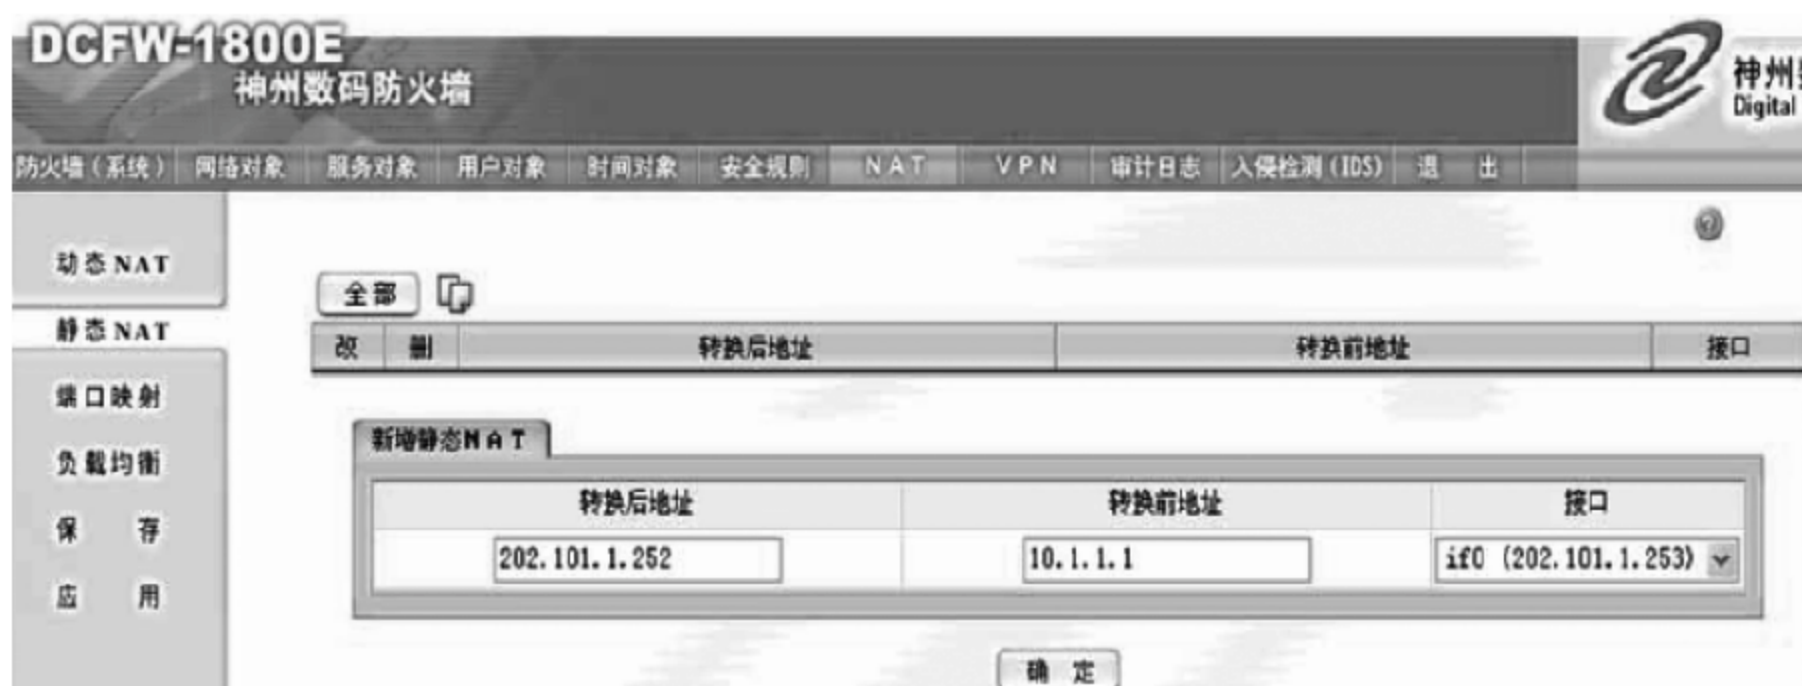 DCFW-1800E
神州数码防火墙
神州
Digital
防火墙(系统) 网络对象 服务对象 用户对象 时间对象 安全规则 NAT VPN 审计日志 入侵检测(IDS) 退 出
动态NAT
静态NAT
端口映射
负载均衡
保 存
应 用
全部
改 删 转换后地址 转换前地址 接口
新增静态NAT
转换后地址 转换前地址 接口
202.101.1.252 10.1.1.1 if0 (202.101.1.253)
确 定